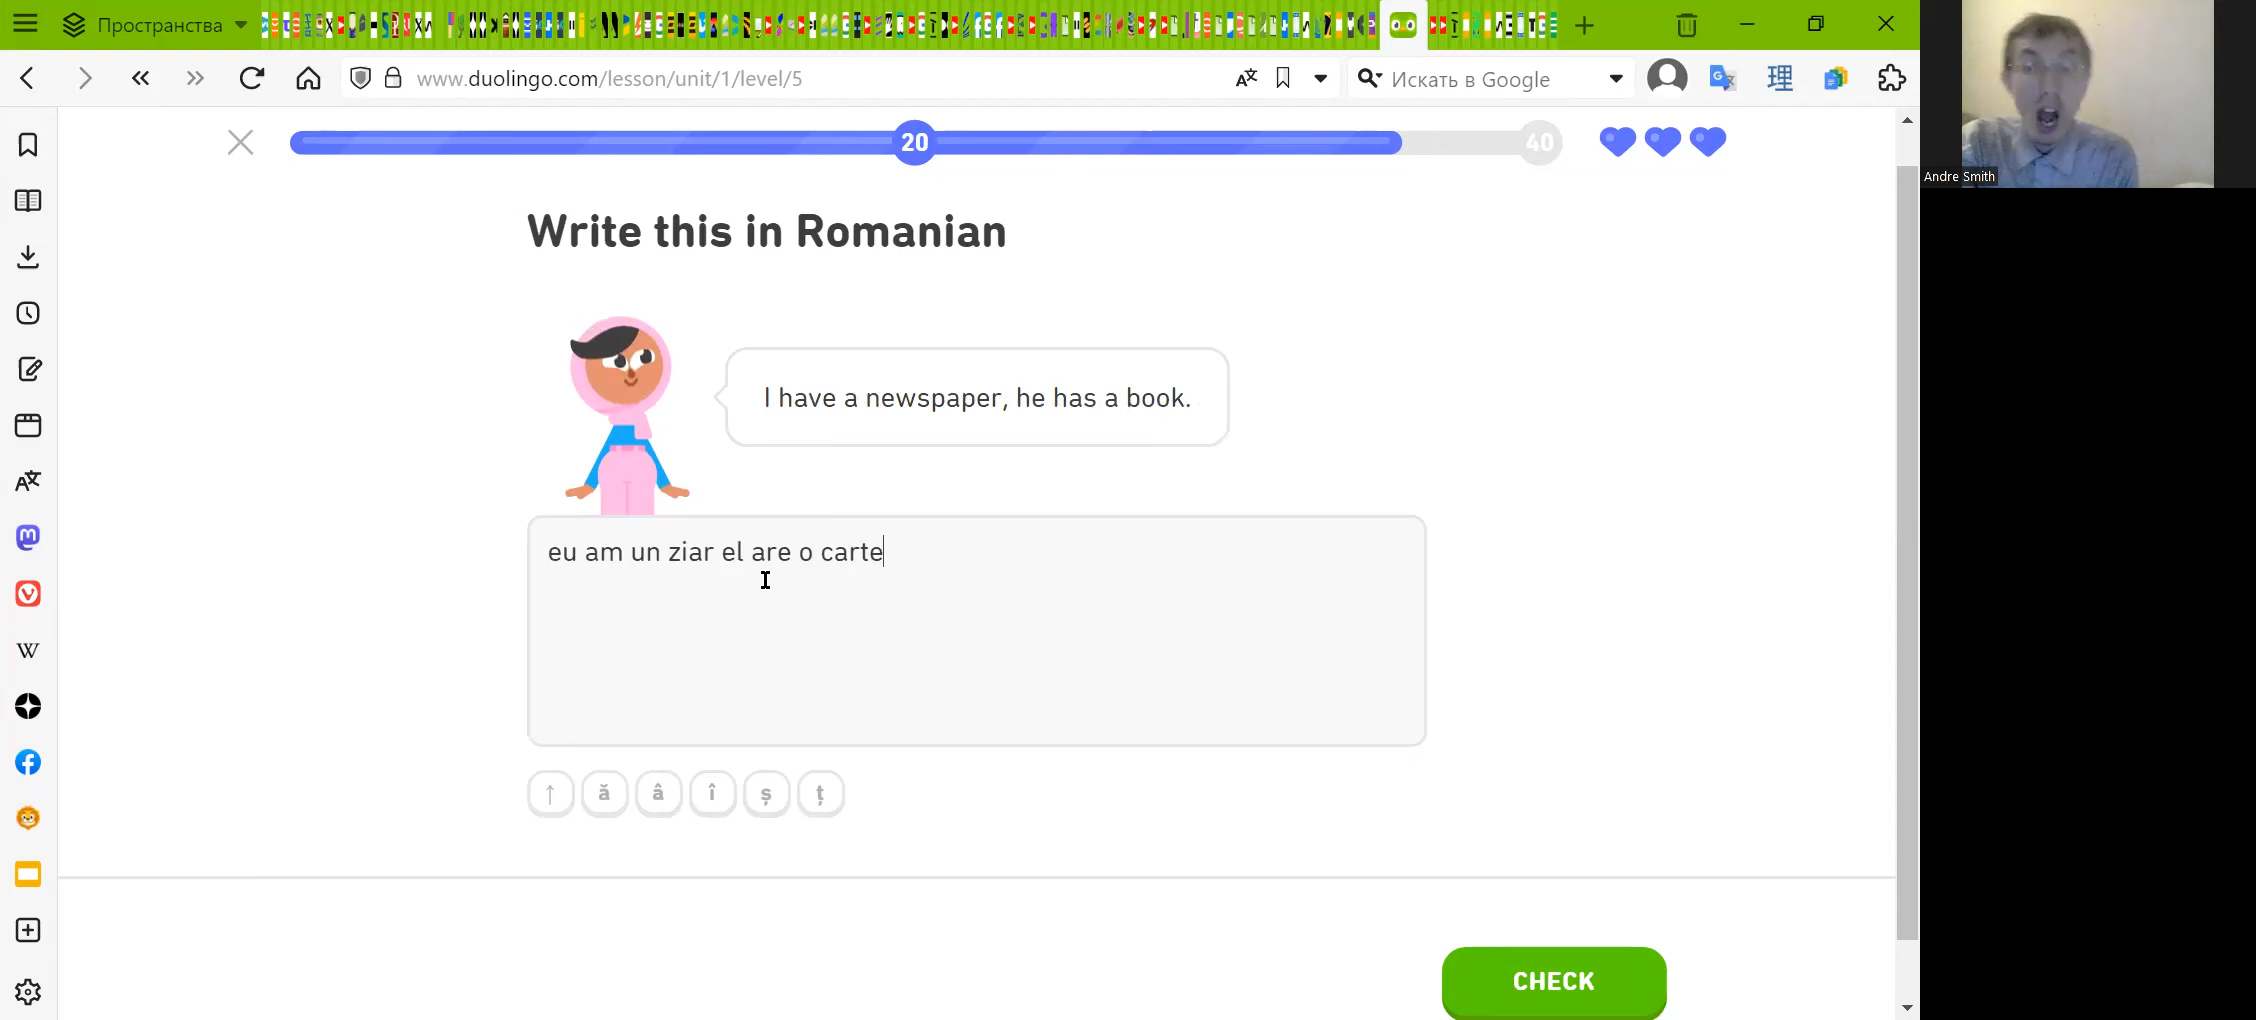 Пространства
www.duolingo.com/lesson/unit/1/level/5
Искать в Google
20
40
Andre Smith
Write this in Romanian
I have a newspaper, he has a book.
eu am un ziar el are o carte
↑ ă â î ș ț
CHECK